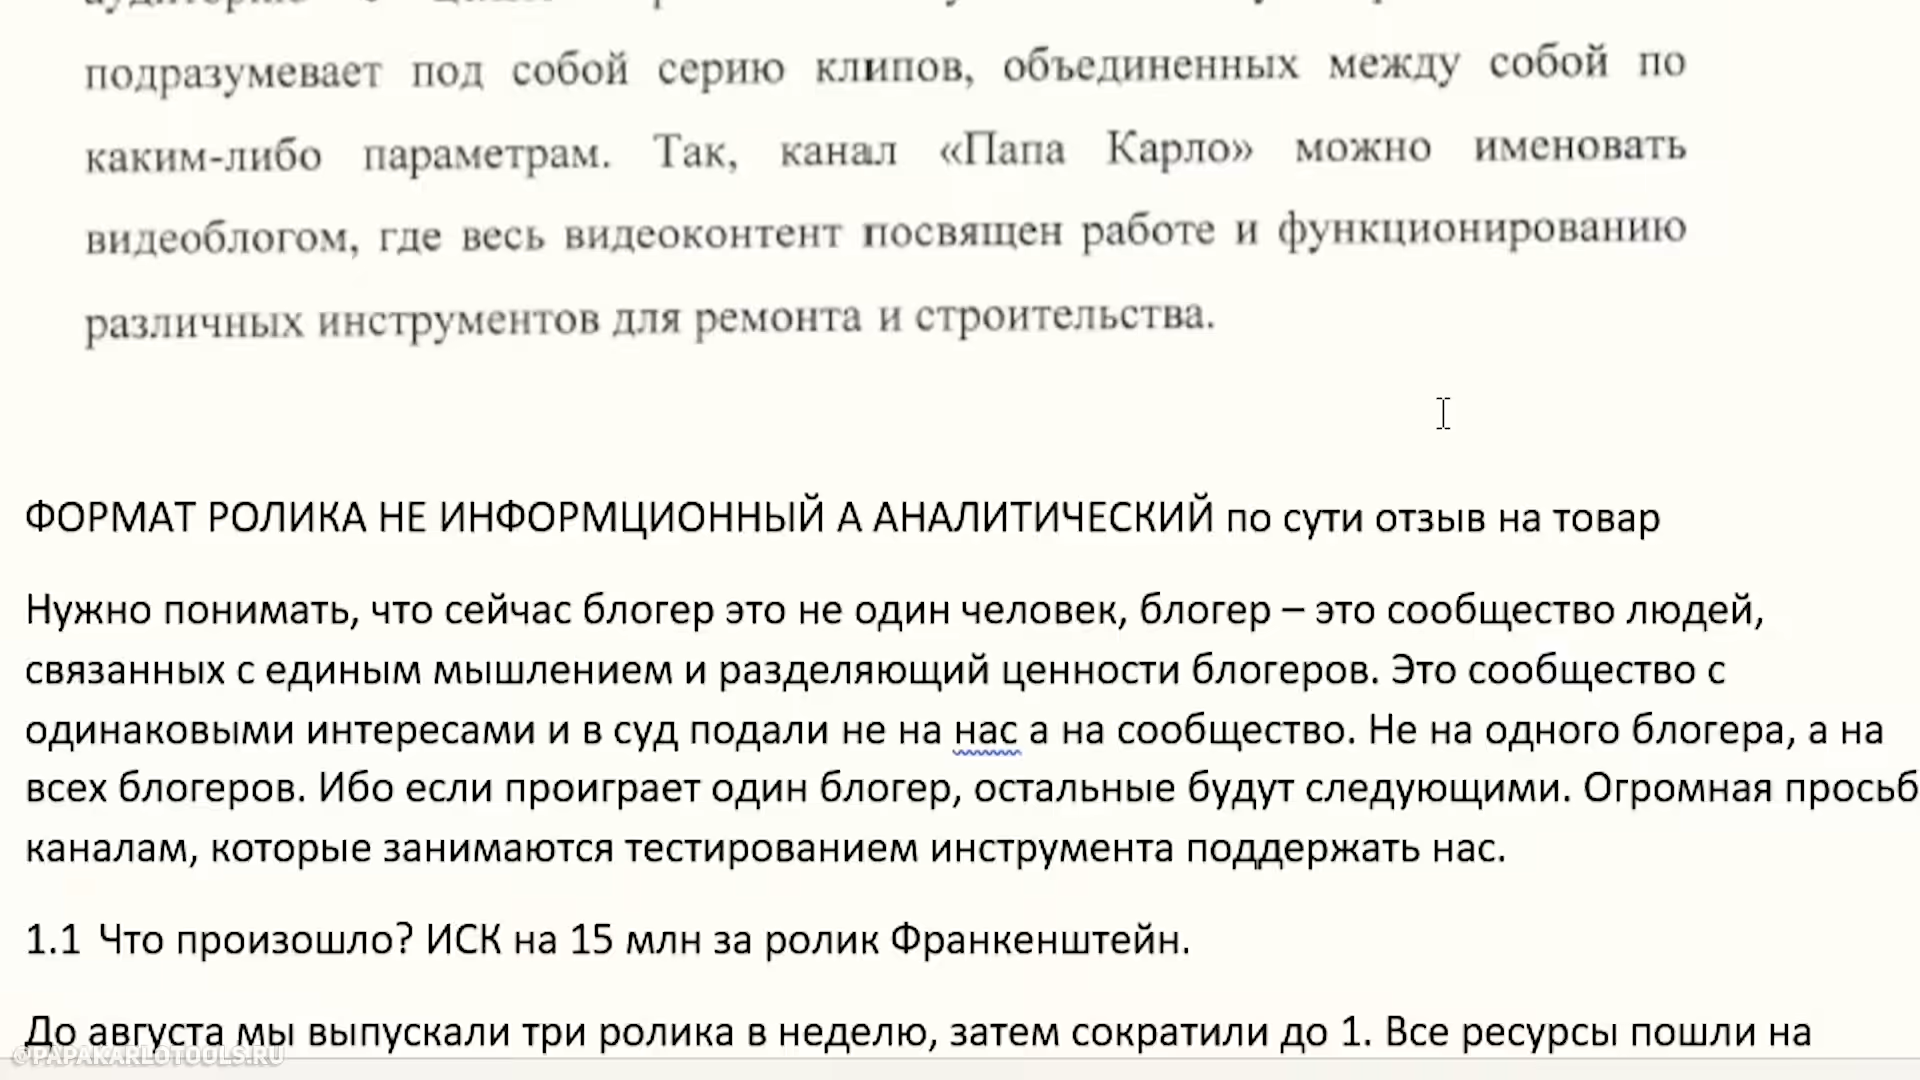 подразумевает под собой серию клипов, объединенных между собой по
каким-либо параметрам. Так, канал «Папа Карло» можно именовать
видеоблогом, где весь видеоконтент посвящен работе и функционированию
различных инструментов для ремонта и строительства.
ФОРМАТ РОЛИКА НЕ ИНФОРМЦИОННЫЙ А АНАЛИТИЧЕСКИЙ по сути отзыв на товар
Нужно понимать, что сейчас блогер это не один человек, блогер – это сообщество людей,
связанных с единым мышлением и разделяющий ценности блогеров. Это сообщество с
одинаковыми интересами и в суд подали не на нас а на сообщество. Не на одного блогера, а на
всех блогеров. Ибо если проиграет один блогер, остальные будут следующими. Огромная просьб
каналам, которые занимаются тестированием инструмента поддержать нас.
1.1 Что произошло? ИСК на 15 млн за ролик Франкенштейн.
До августа мы выпускали три ролика в неделю, затем сократили до 1. Все ресурсы пошли на
@PAPAKARLOTOOLS.RU